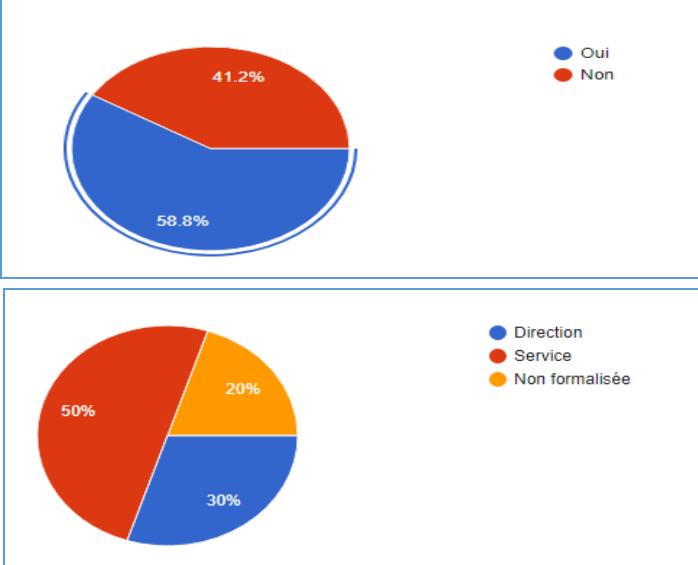 41.2%
58.8%
Oui
Non
50%
20%
30%
Direction
Service
Non formalisée